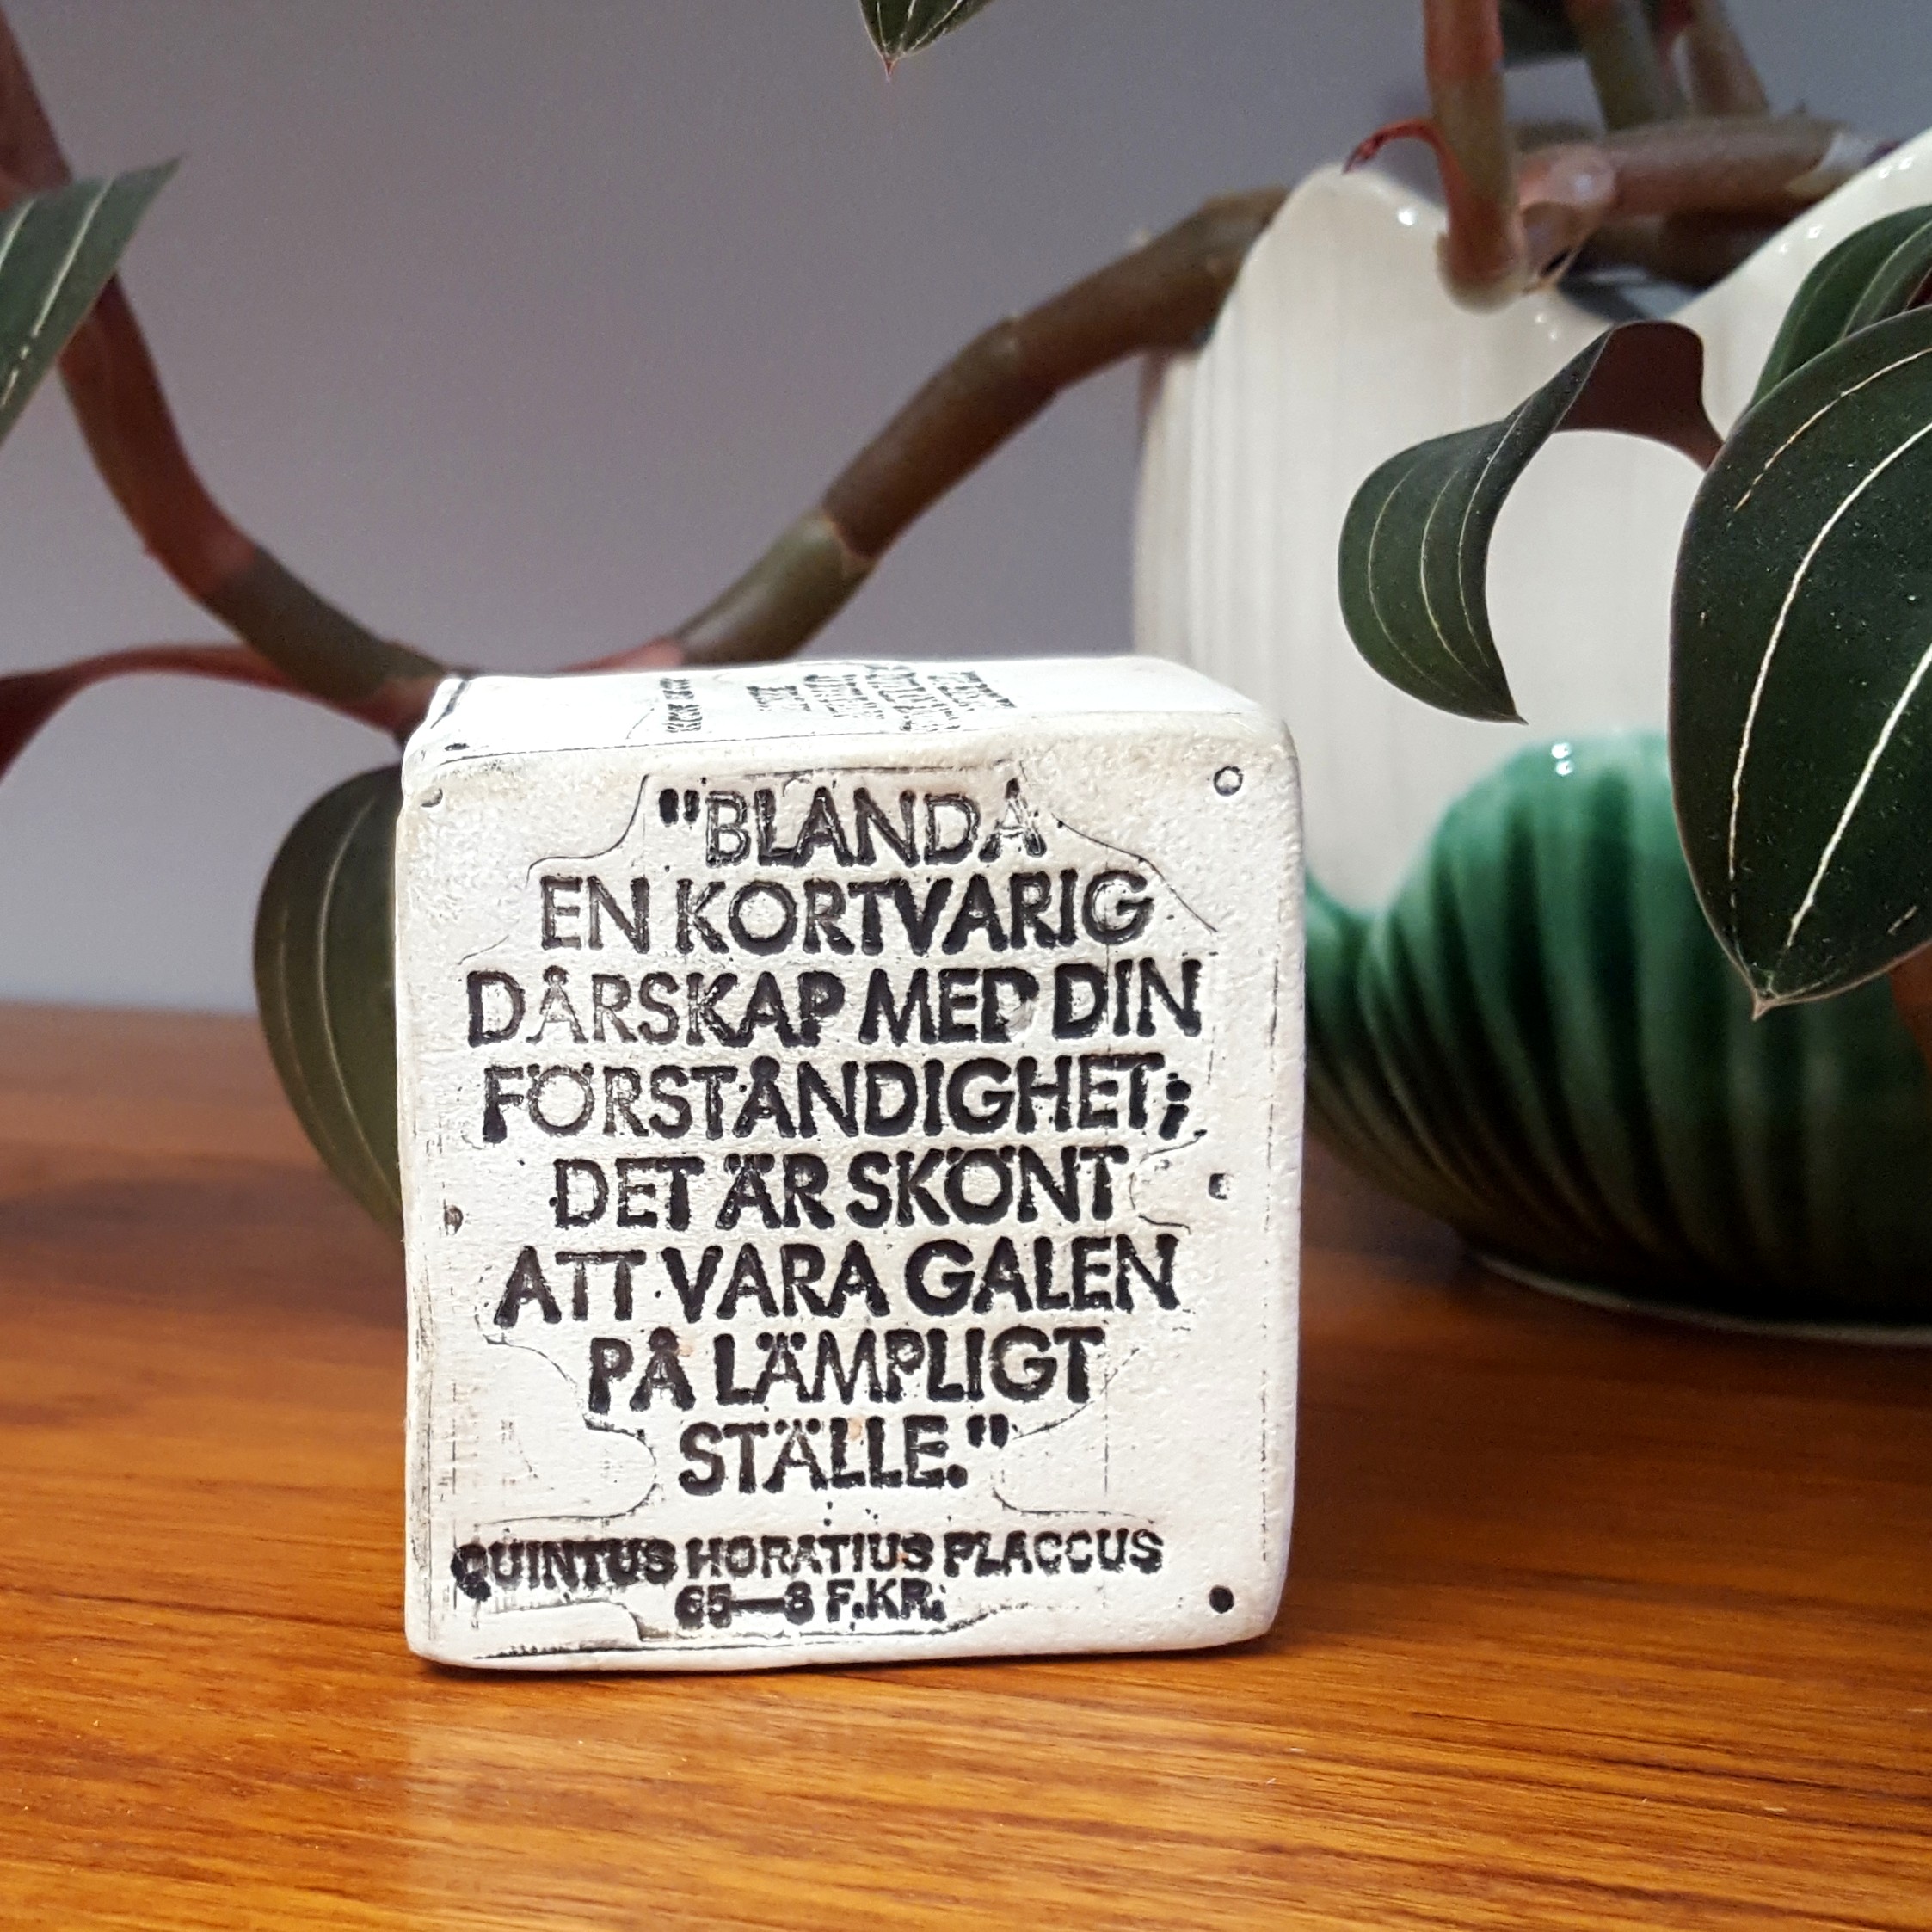 "BLANDA
EN KORTVARIG
DÅRSKAP MED DIN
FÖRSTÅNDIGHET;
DET ÄR SKÖNT
ATT VARA GALEN
PÅ LÄMPLIGT
STÄLLE."
QUINTUS HORATIUS FLACCUS
65—8 F.KR.